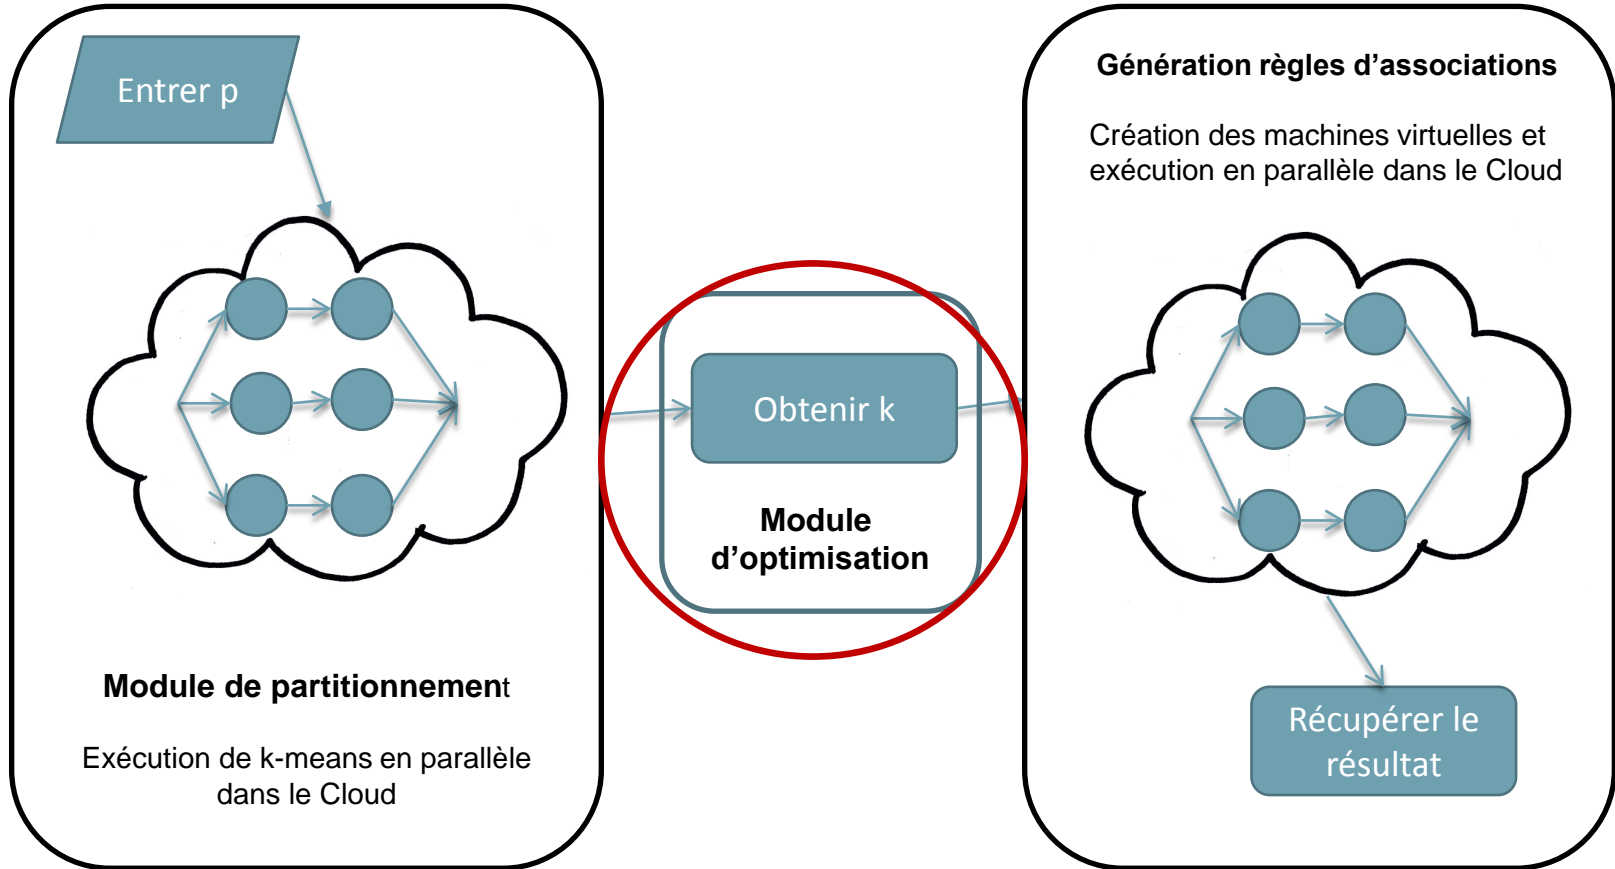 Entrer p
Module de partitionnement
Exécution de k-means en parallèle
dans le Cloud
Obtenir k
Module
d’optimisation
Génération règles d’associations
Création des machines virtuelles et
exécution en parallèle dans le Cloud
Récupérer le
résultat